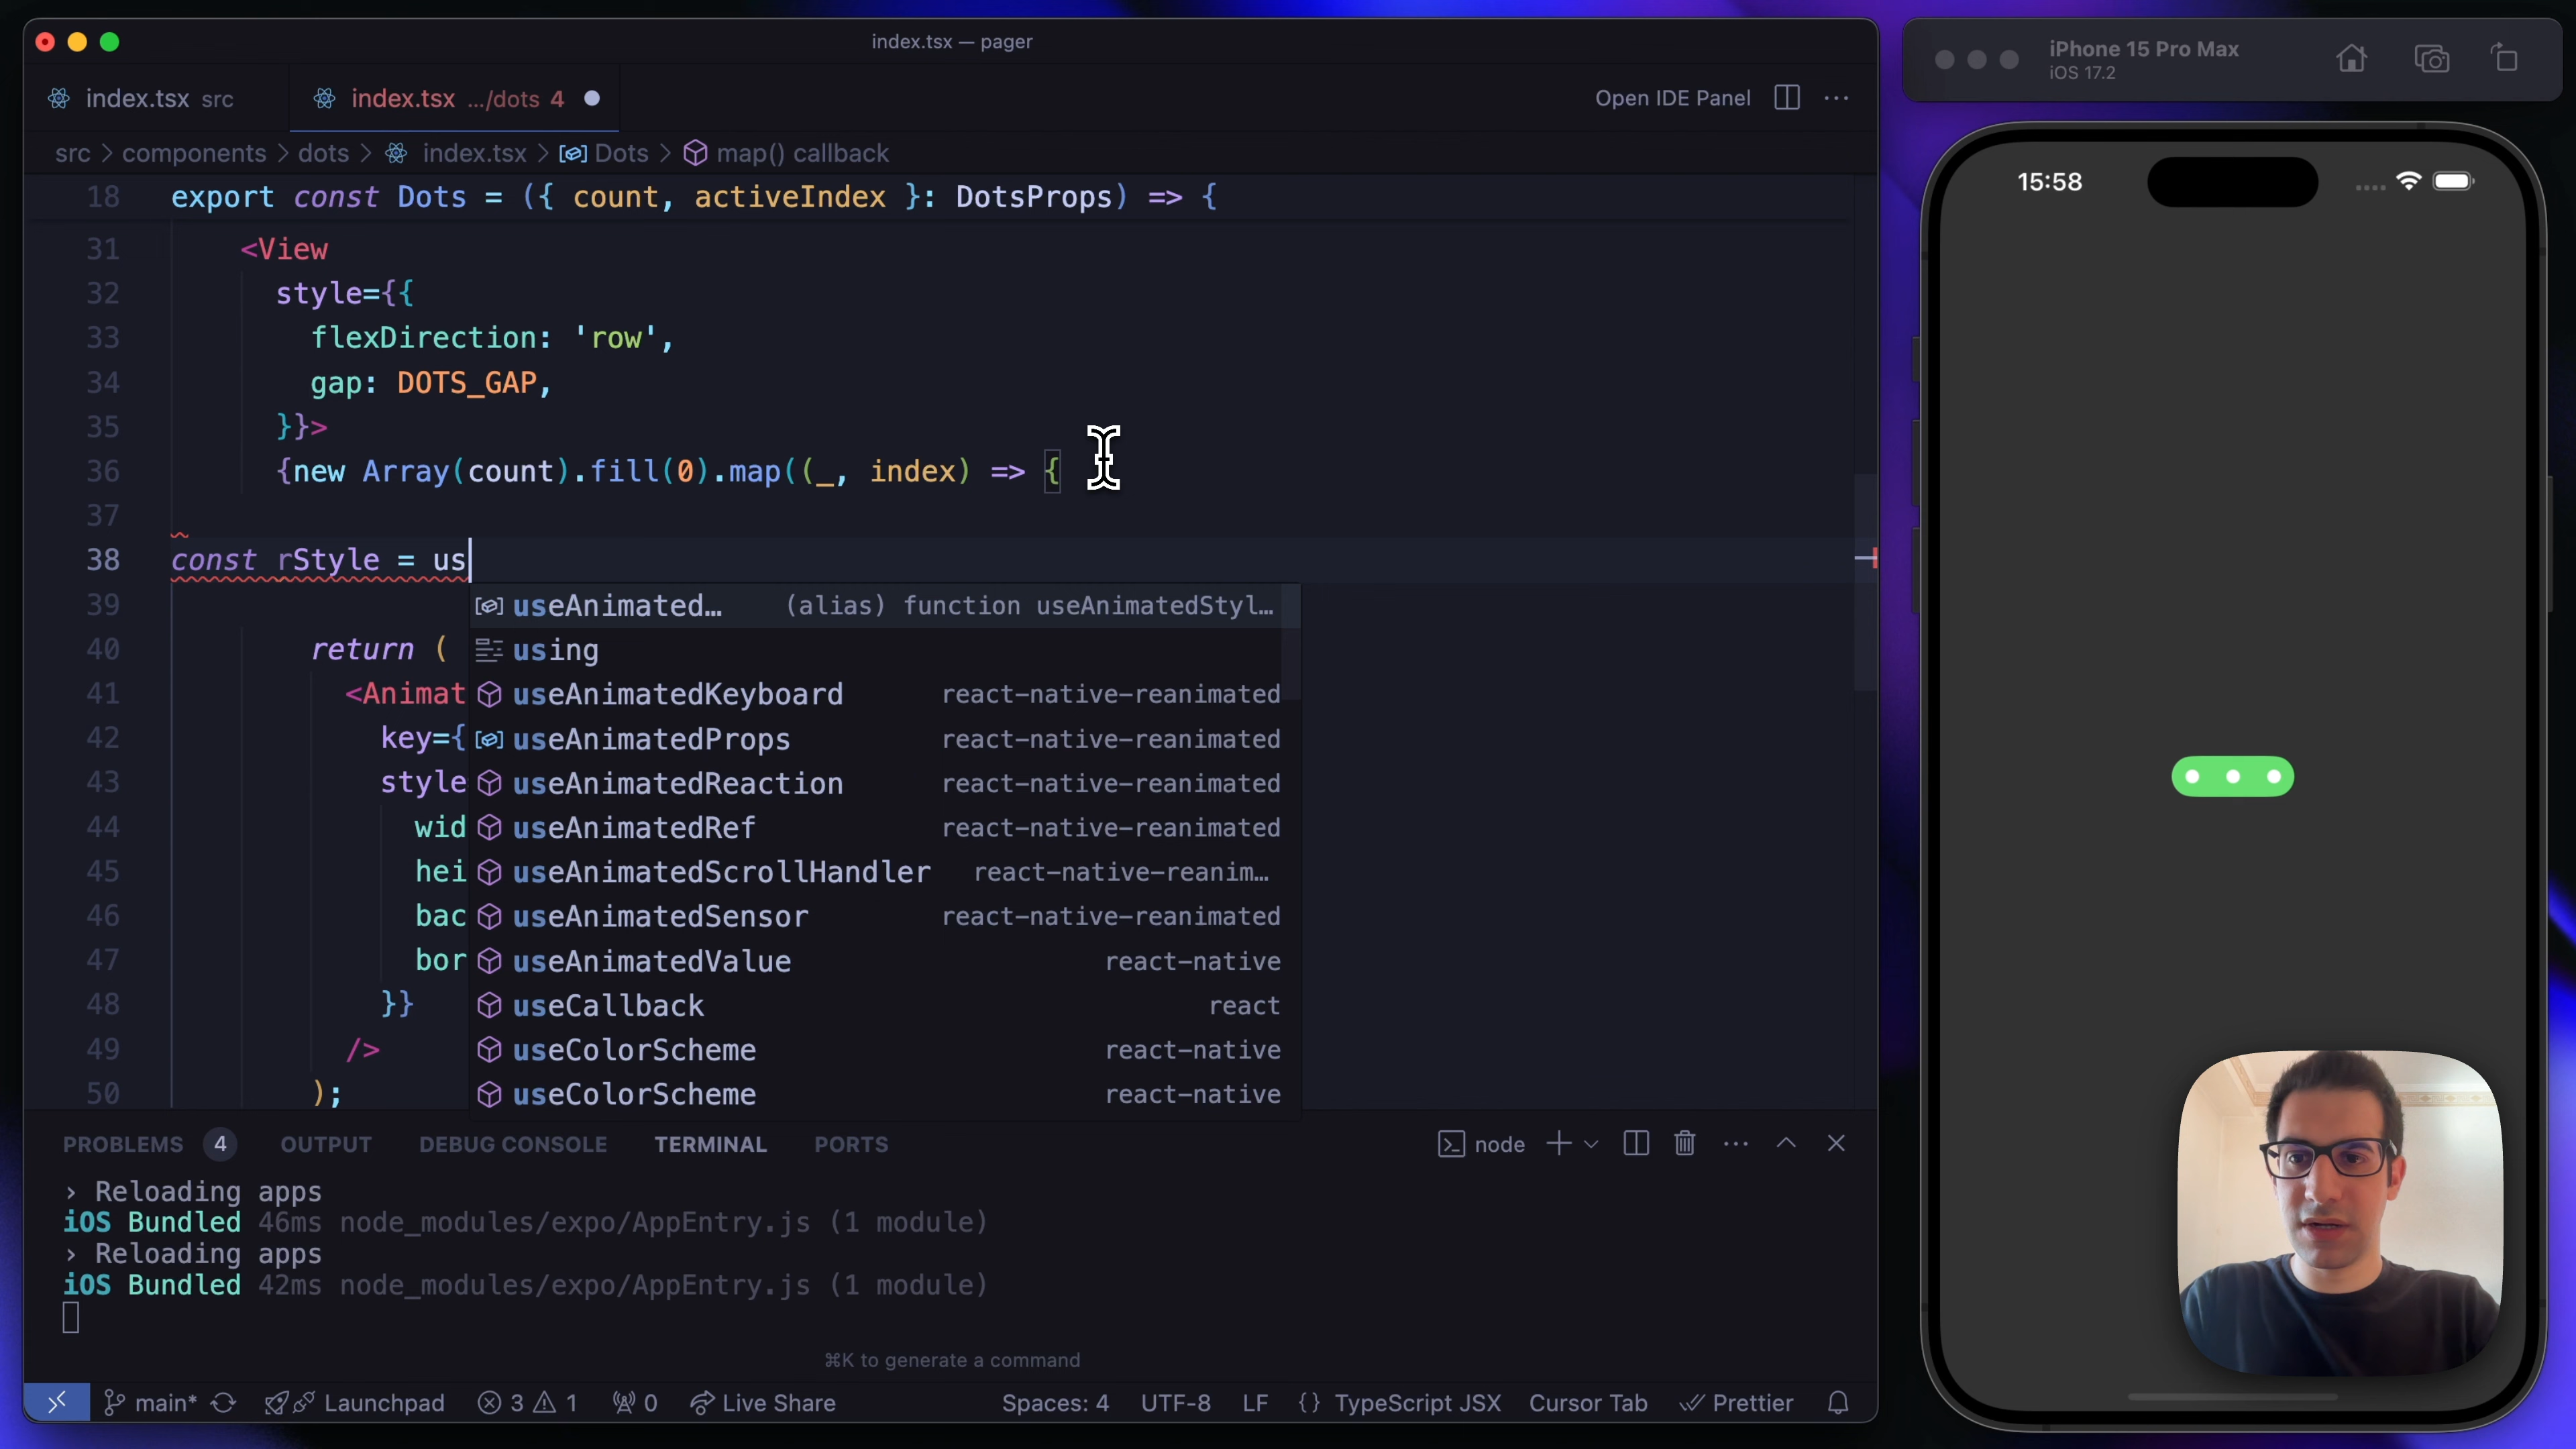 index.tsx — pager
index.tsx src
index.tsx .../dots 4
Open IDE Panel
src > components > dots > index.tsx > Dots > map() callback
18 export const Dots = ({ count, activeIndex }: DotsProps) => {
31 <View
32 style={{
33 flexDirection: 'row',
34 gap: DOTS_GAP,
35 }}>
36 {new Array(count).fill(0).map((_, index) => {
37
38 const rStyle = us
39
useAnimated… (alias) function useAnimatedStyl…
using
40 return (
41 <Animat
useAnimatedKeyboard react-native-reanimated
42 key={
useAnimatedProps react-native-reanimated
43 style
useAnimatedReaction react-native-reanimated
44 wid
useAnimatedRef react-native-reanimated
45 hei
useAnimatedScrollHandler react-native-reanim…
46 bac
useAnimatedSensor react-native-reanimated
47 bor
useAnimatedValue react-native
48 }}
useCallback react
49 />
useColorScheme react-native
50 );
useColorScheme react-native
PROBLEMS 4 OUTPUT DEBUG CONSOLE TERMINAL PORTS
node
› Reloading apps
iOS Bundled 46ms node_modules/expo/AppEntry.js (1 module)
› Reloading apps
iOS Bundled 42ms node_modules/expo/AppEntry.js (1 module)
⌘K to generate a command
main* Launchpad 3 1 0 Live Share Spaces: 4 UTF-8 LF {} TypeScript JSX Cursor Tab Prettier
iPhone 15 Pro Max
iOS 17.2
15:58